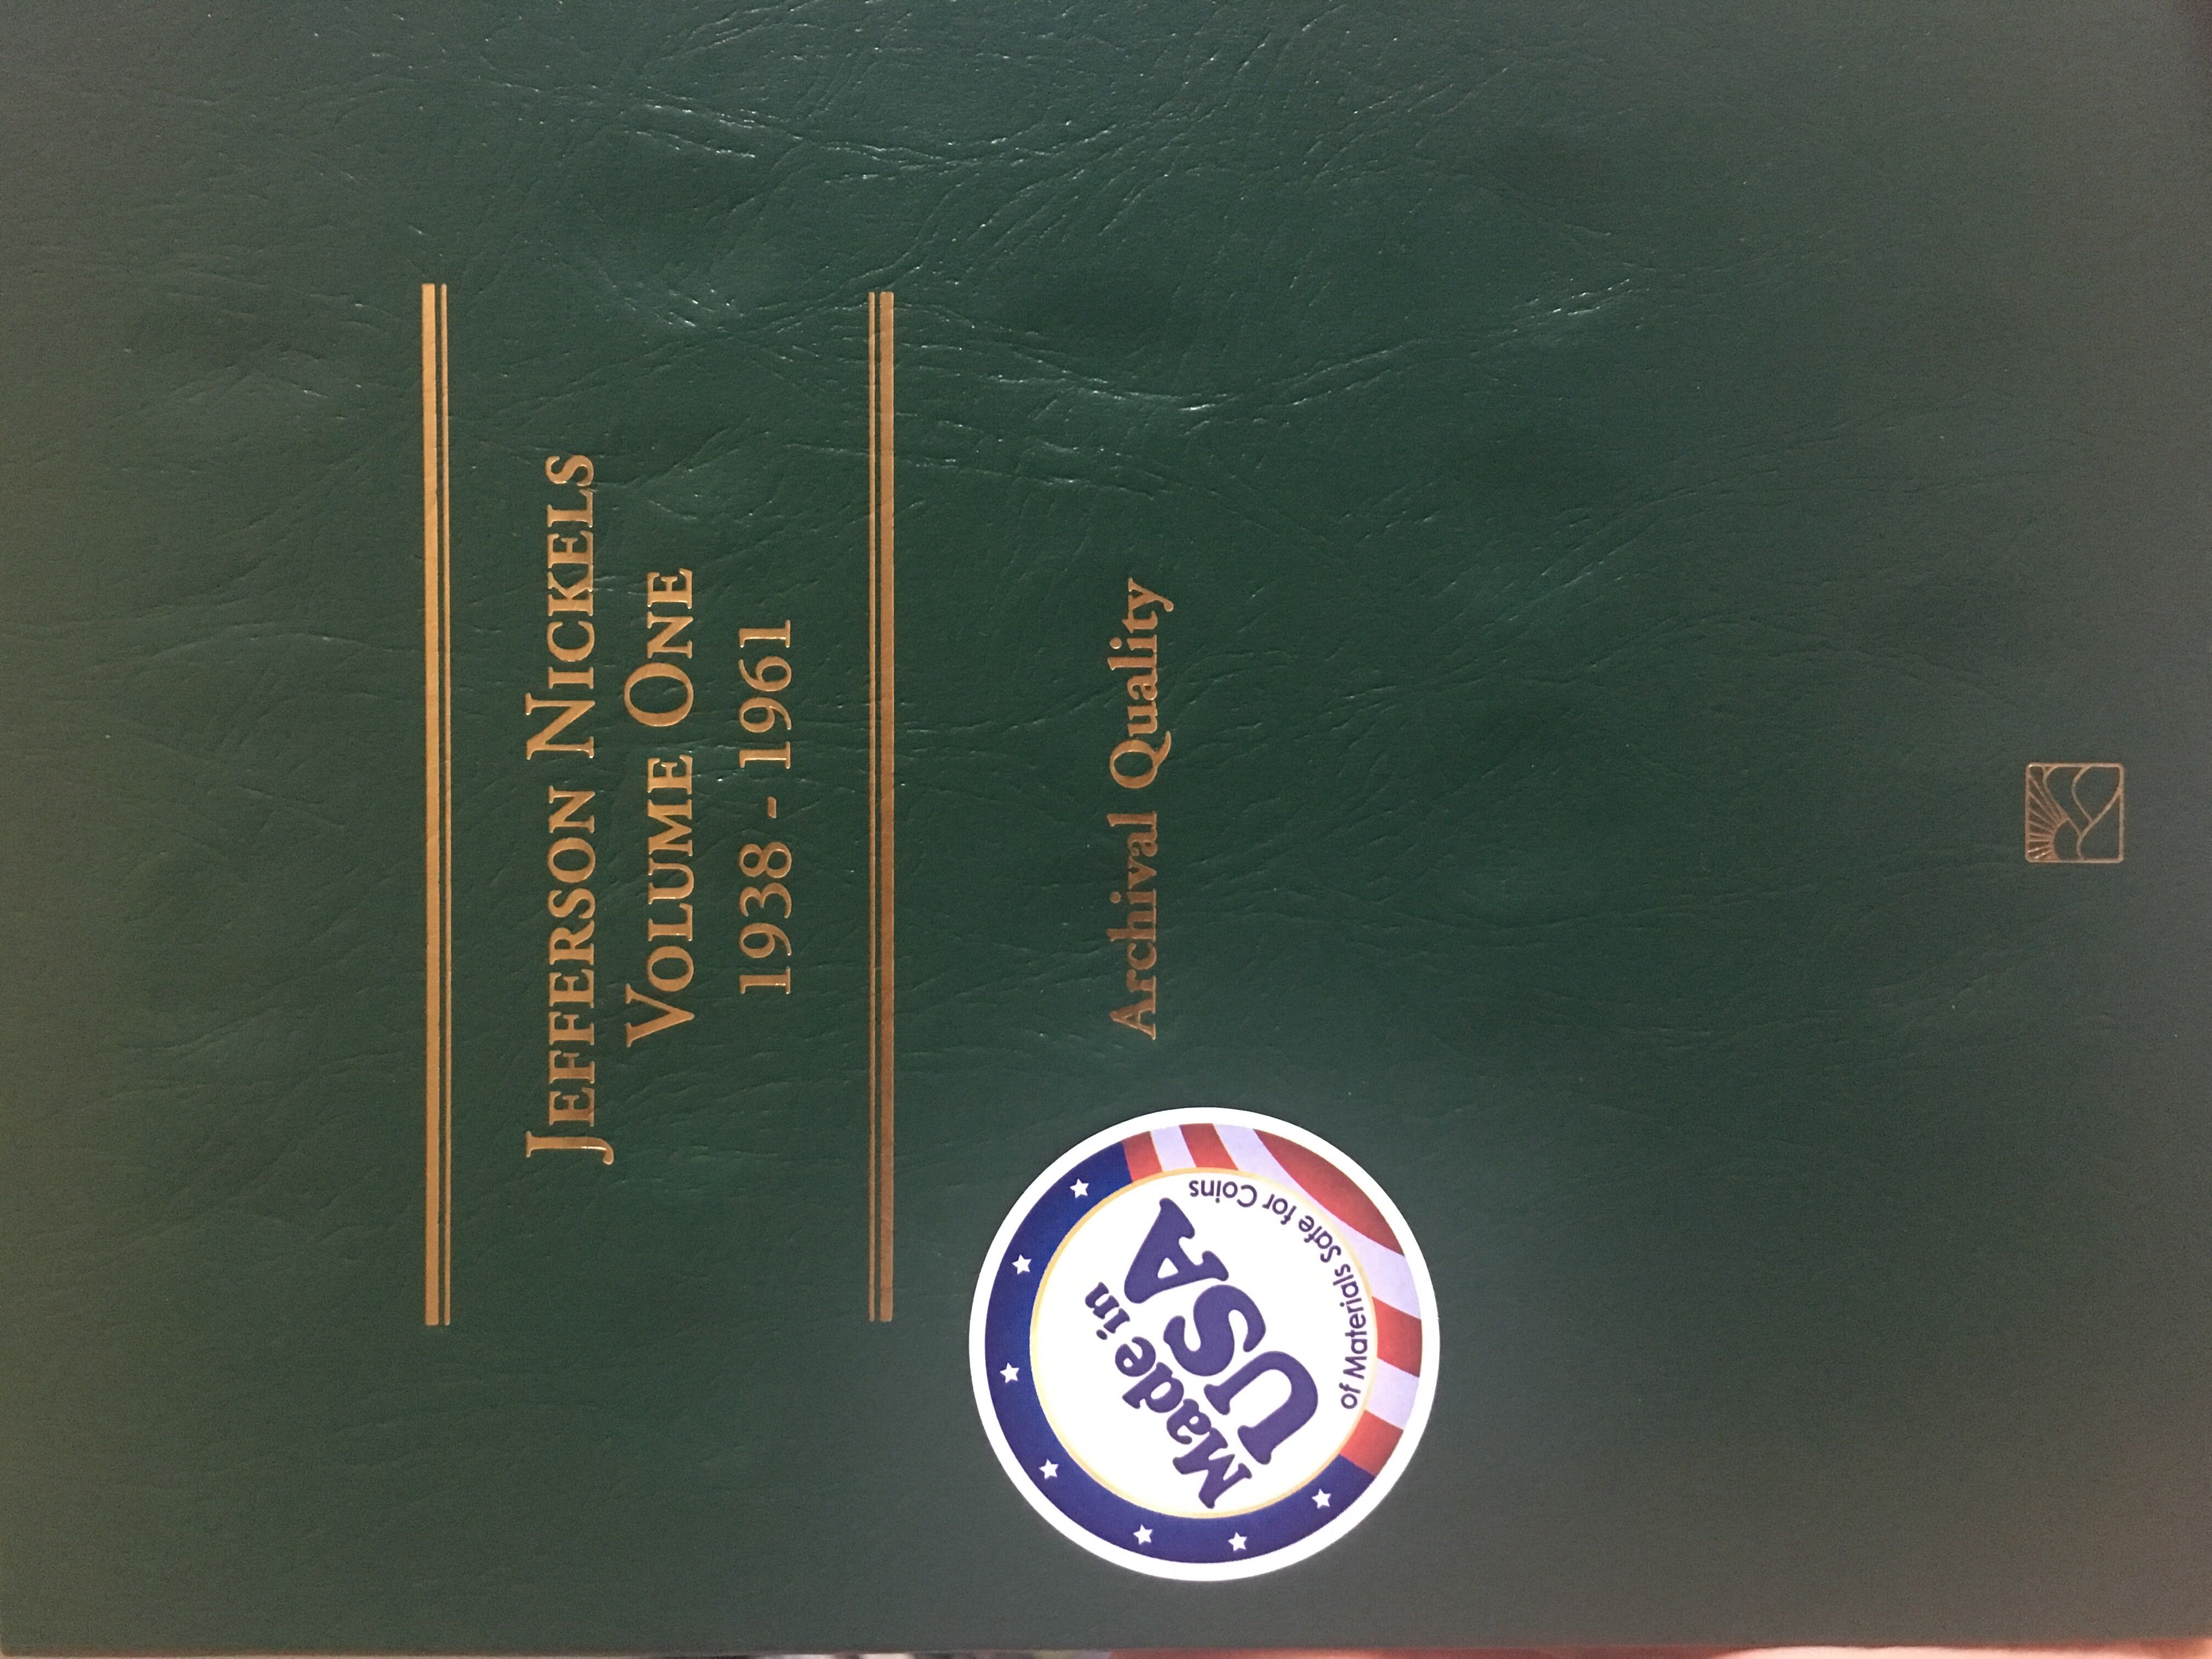 JEFFERSON NICKELS
VOLUME ONE
1938 - 1961
Archival Quality
Made in
USA
of Materials Safe for Coins